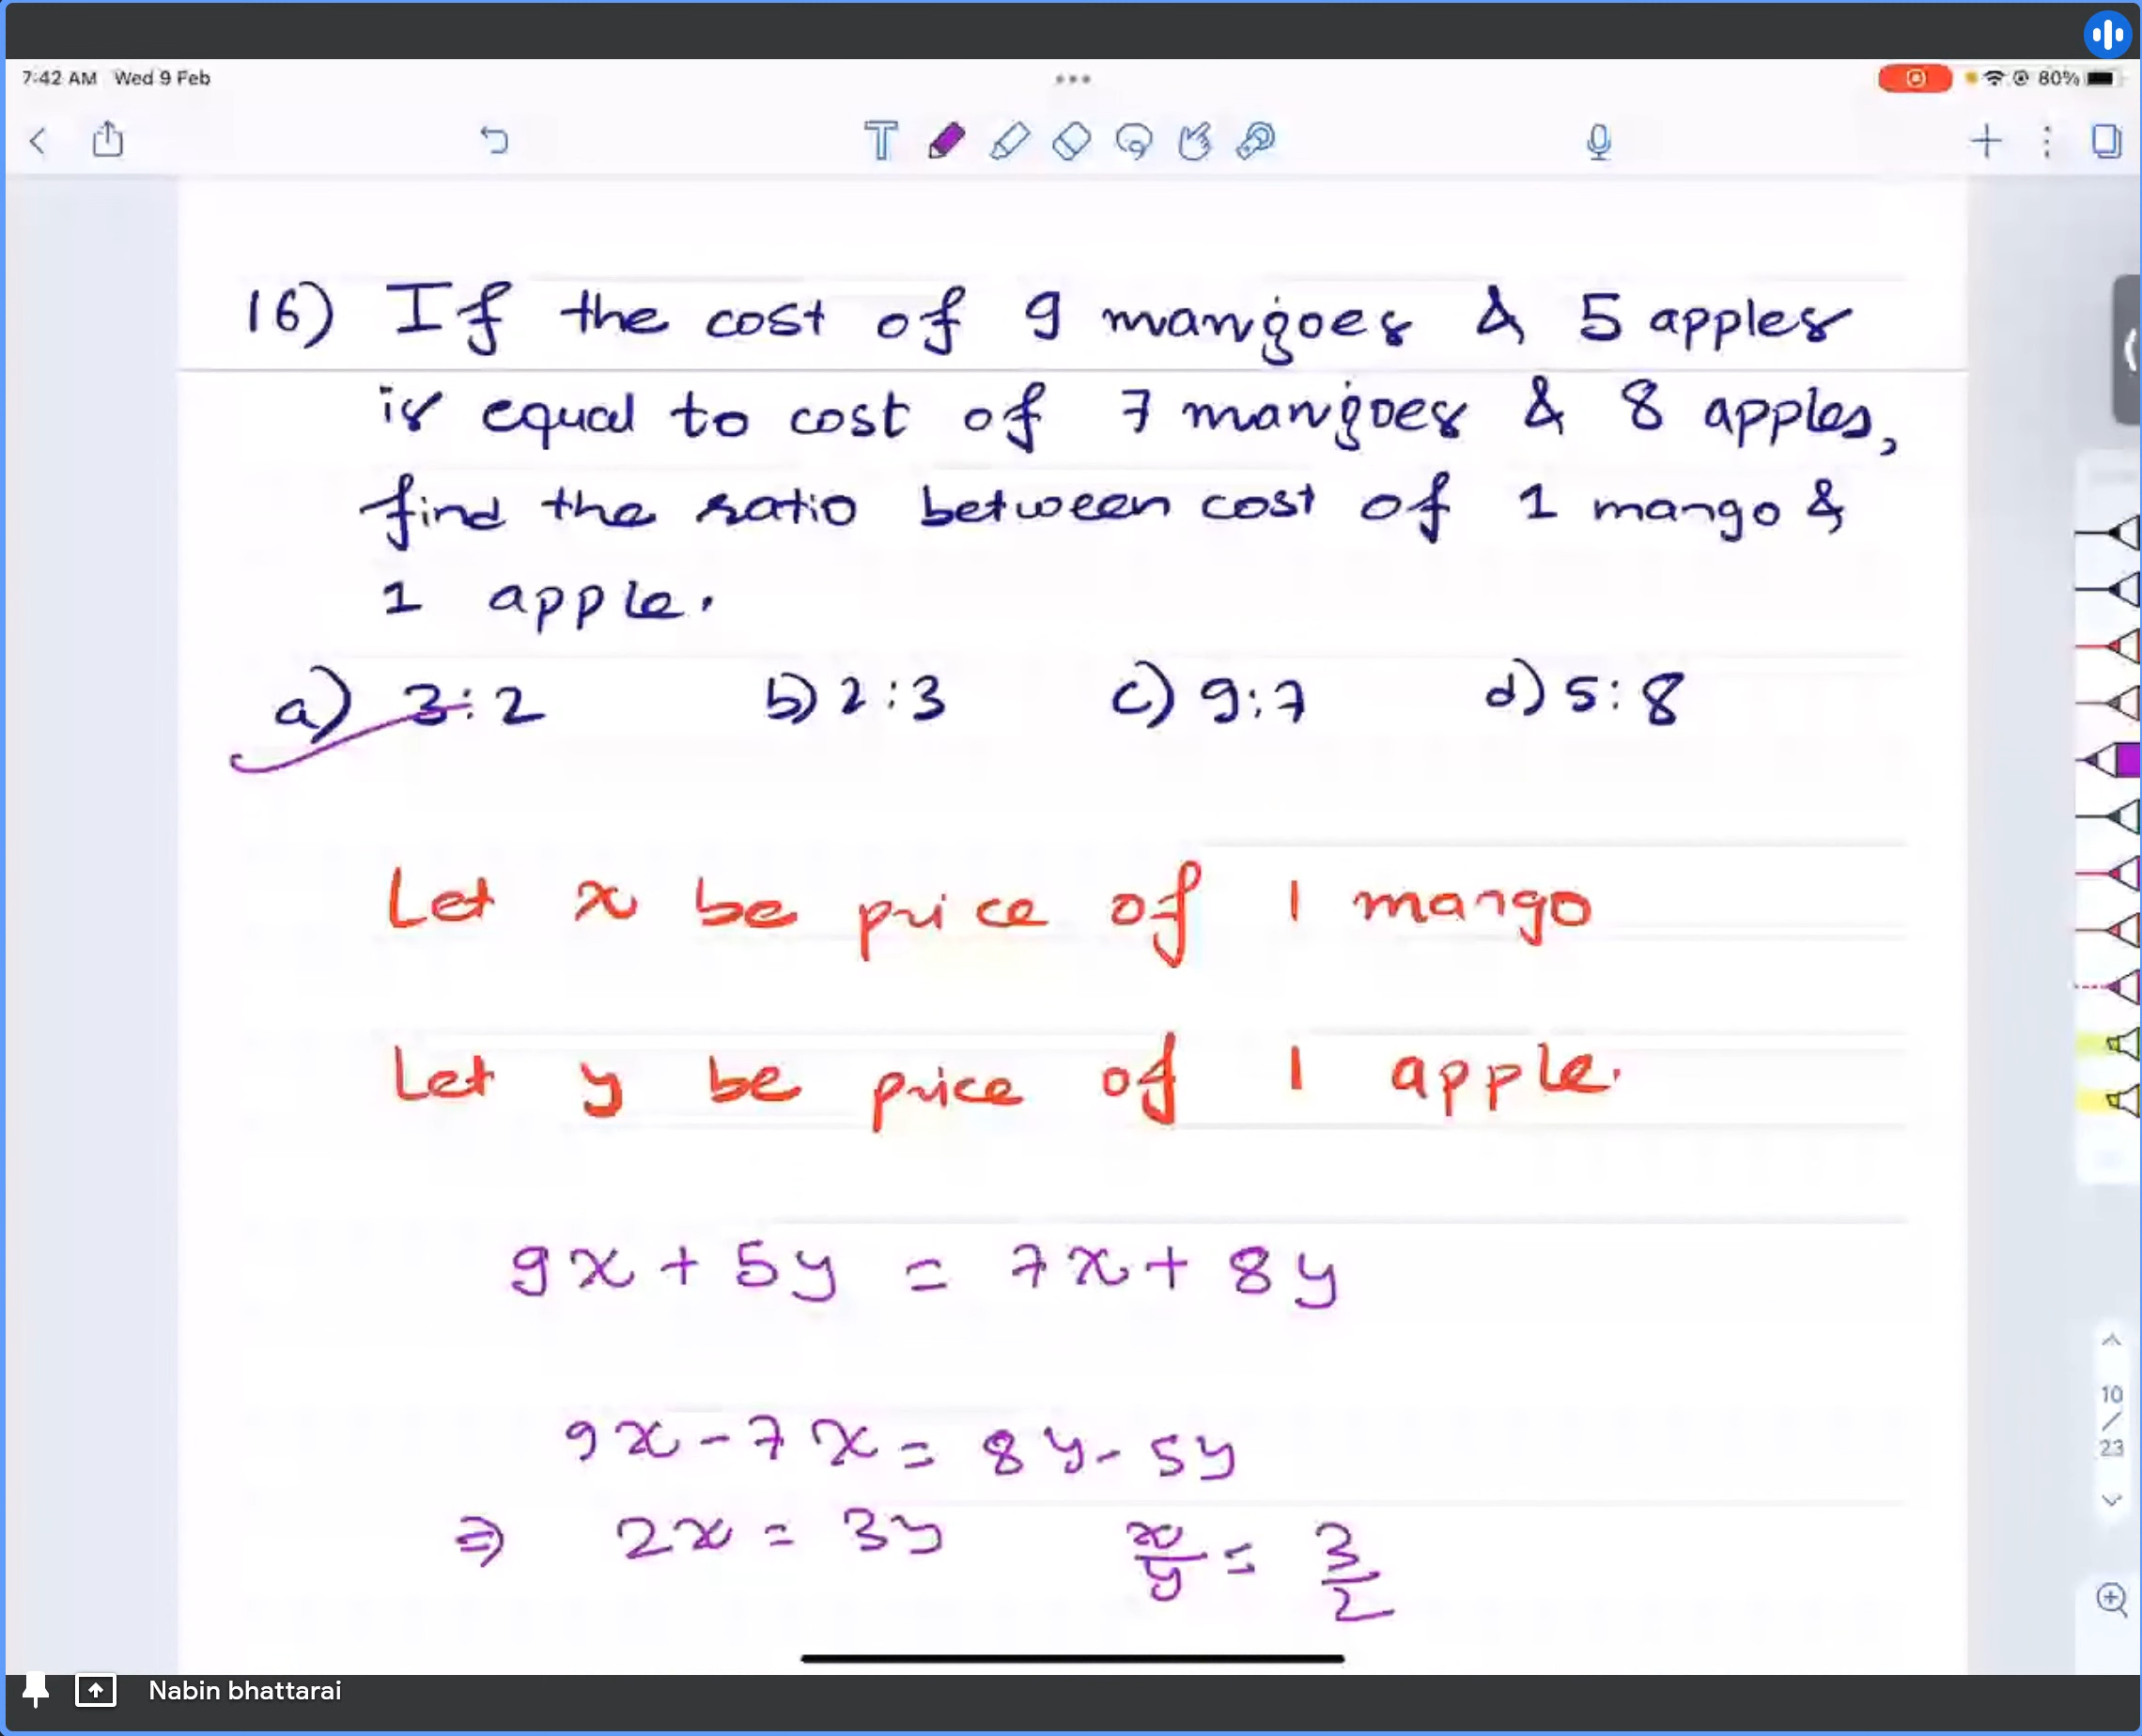 7:42 AM Wed 9 Feb
80%
16) If the cost of 9 mangoes & 5 apples
is equal to cost of 7 mangoes & 8 apples,
find the ratio between cost of 1 mango &
1 apple.
a) 3:2 b) 2:3 c) 9:7 d) 5:8
Let x be price of 1 mango
Let y be price of 1 apple.
9x + 5y = 7x + 8y
9x - 7x = 8y - 5y
⇒ 2x = 3y x/y = 3/2
10
/
23
Nabin bhattarai